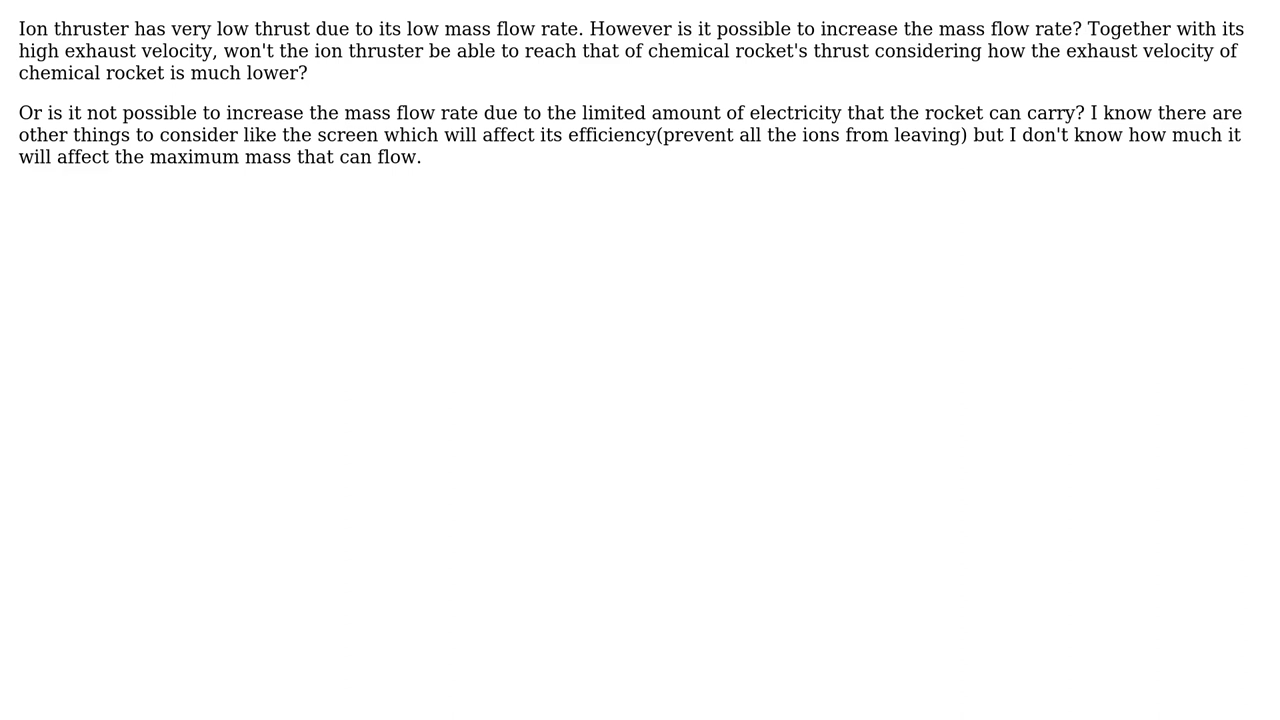 Ion thruster has very low thrust due to its low mass flow rate. However is it possible to increase the mass flow rate? Together with its
high exhaust velocity, won't the ion thruster be able to reach that of chemical rocket's thrust considering how the exhaust velocity of
chemical rocket is much lower?
Or is it not possible to increase the mass flow rate due to the limited amount of electricity that the rocket can carry? I know there are
other things to consider like the screen which will affect its efficiency(prevent all the ions from leaving) but I don't know how much it
will affect the maximum mass that can flow.